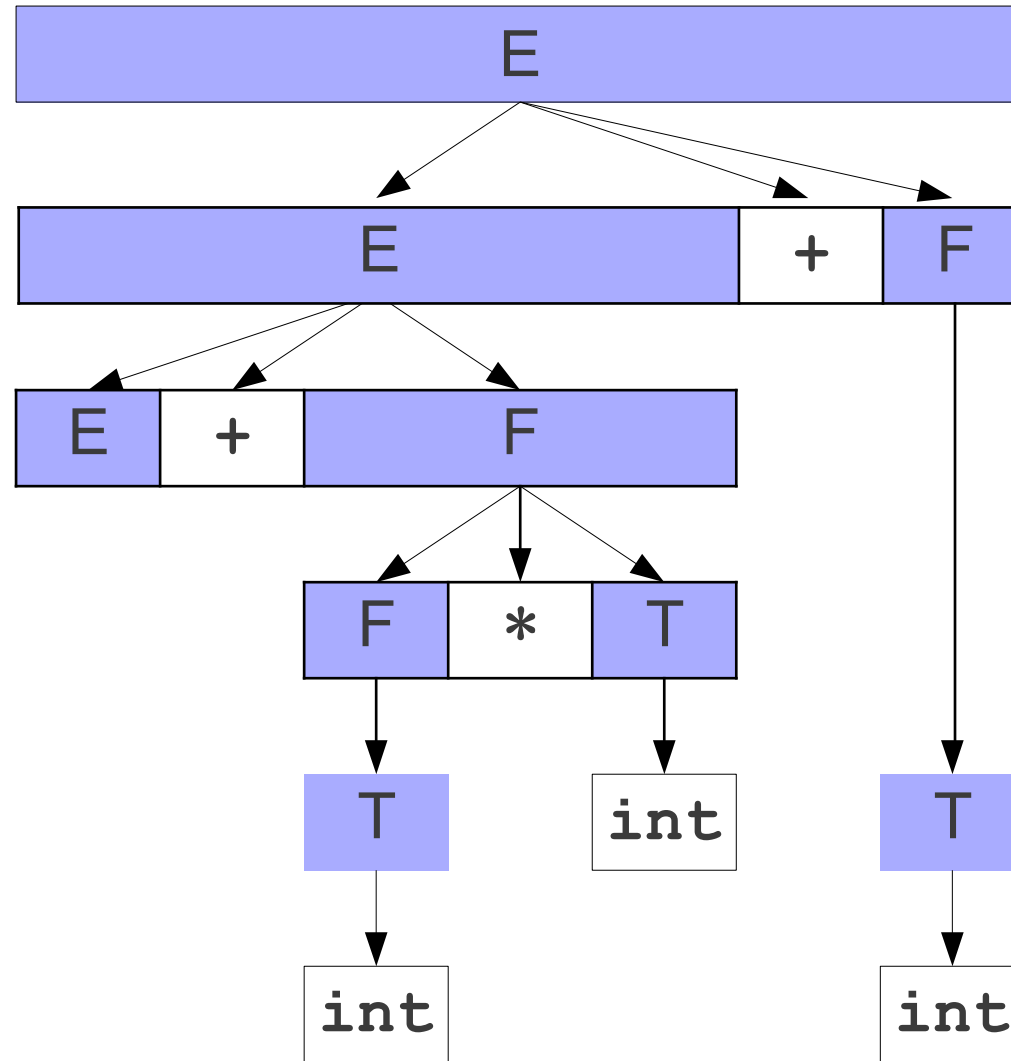 E
E + F
E + F
F * T
T int T
int int